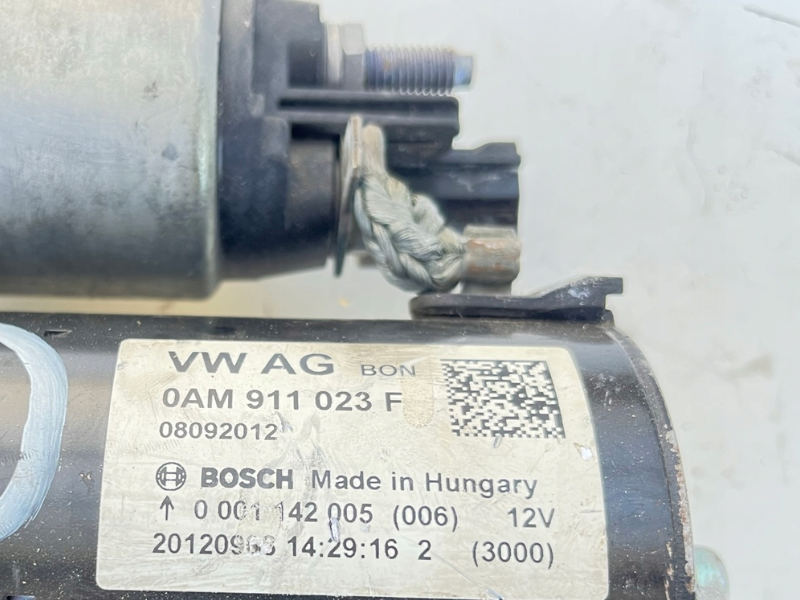 VW AG BON
0AM 911 023 F
08092012
BOSCH Made in Hungary
↑ 0 001 142 005 (006) 12V
14:29:16 2 (3000)